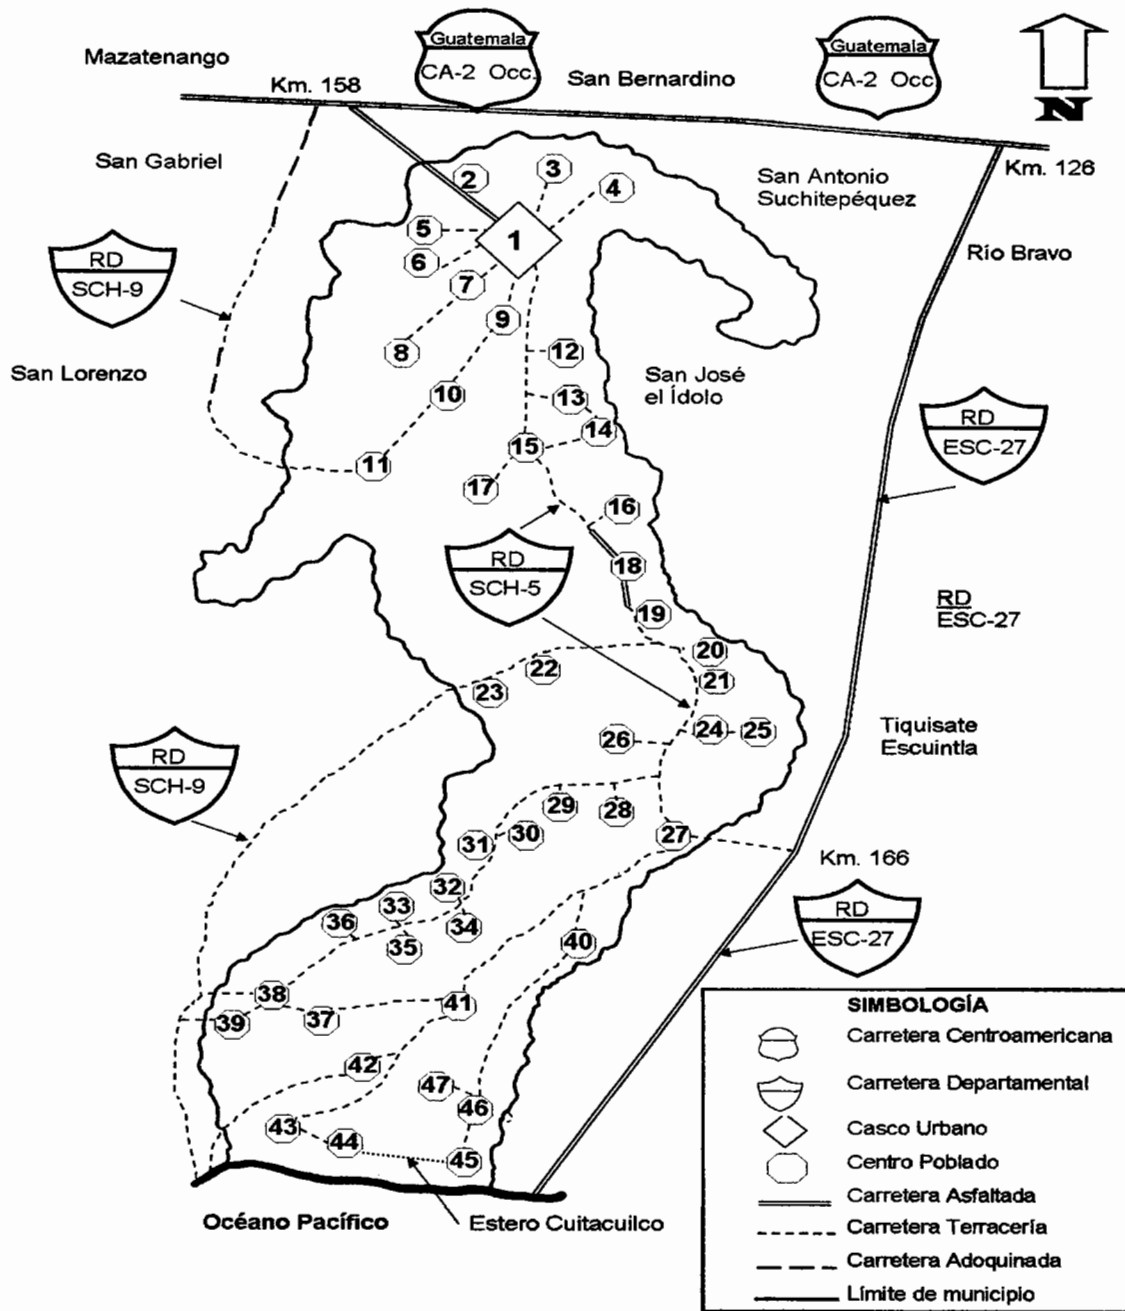 Guatemala
CA-2 Occ.
Guatemala
CA-2 Occ.
N
Mazatenango
San Bernardino
Km. 158
San Gabriel
San Antonio
Suchitepéquez
Km. 126
Río Bravo
RD
SCH-9
San Lorenzo
San José
el Ídolo
RD
ESC-27
RD
SCH-5
RD
ESC-27
Tiquisate
Escuintla
RD
SCH-9
Km. 166
RD
ESC-27
1
2
3
4
5
6
7
8
9
10
11
12
13
14
15
16
17
18
19
20
21
22
23
24
25
26
27
28
29
30
31
32
33
34
35
36
37
38
39
40
41
42
43
44
45
46
47
Océano Pacífico
Estero Cuitacuilco
SIMBOLOGÍA
Carretera Centroamericana
Carretera Departamental
Casco Urbano
Centro Poblado
Carretera Asfaltada
Carretera Terracería
Carretera Adoquinada
Límite de municipio